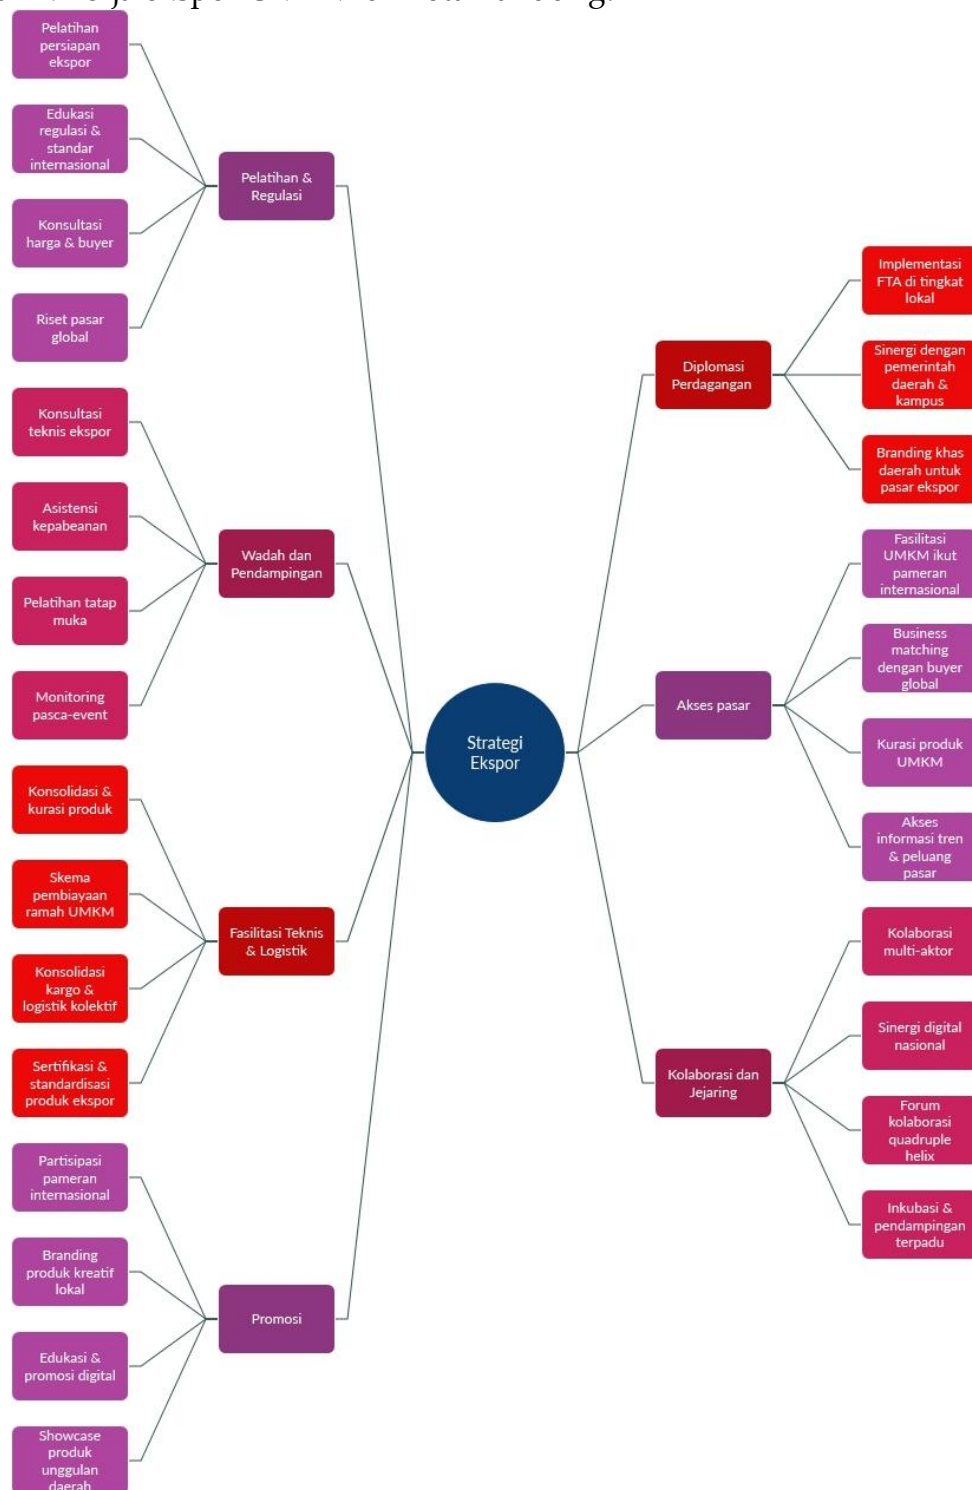 Pelatihan
persiapan
ekspor
Edukasi
regulasi &
standar
internasional
Konsultasi
harga & buyer
Riset pasar
global
Pelatihan &
Regulasi
Konsultasi
teknis ekspor
Asistensi
kepabeanan
Pelatihan tatap
muka
Monitoring
pasca-event
Wadah dan
Pendampingan
Konsolidasi &
kurasi produk
Skema
pembiayaan
ramah UMKM
Konsolidasi
kargo &
logistik kolektif
Sertifikasi &
standardisasi
produk ekspor
Fasilitasi Teknis
& Logistik
Partisipasi
pameran
internasional
Branding
produk kreatif
lokal
Edukasi &
promosi digital
Showcase
produk
unggulan
daerah
Promosi
Strategi
Ekspor
Diplomasi
Perdagangan
Implementasi
FTA di tingkat
lokal
Sinergi dengan
pemerintah
daerah &
kampus
Branding khas
daerah untuk
pasar ekspor
Akses pasar
Fasilitasi
UMKM ikut
pameran
internasional
Business
matching
dengan buyer
global
Kurasi produk
UMKM
Akses
informasi tren
& peluang
pasar
Kolaborasi dan
Jejaring
Kolaborasi
multi-aktor
Sinergi digital
nasional
Forum
kolaborasi
quadruple
helix
Inkubasi &
pendampingan
terpadu